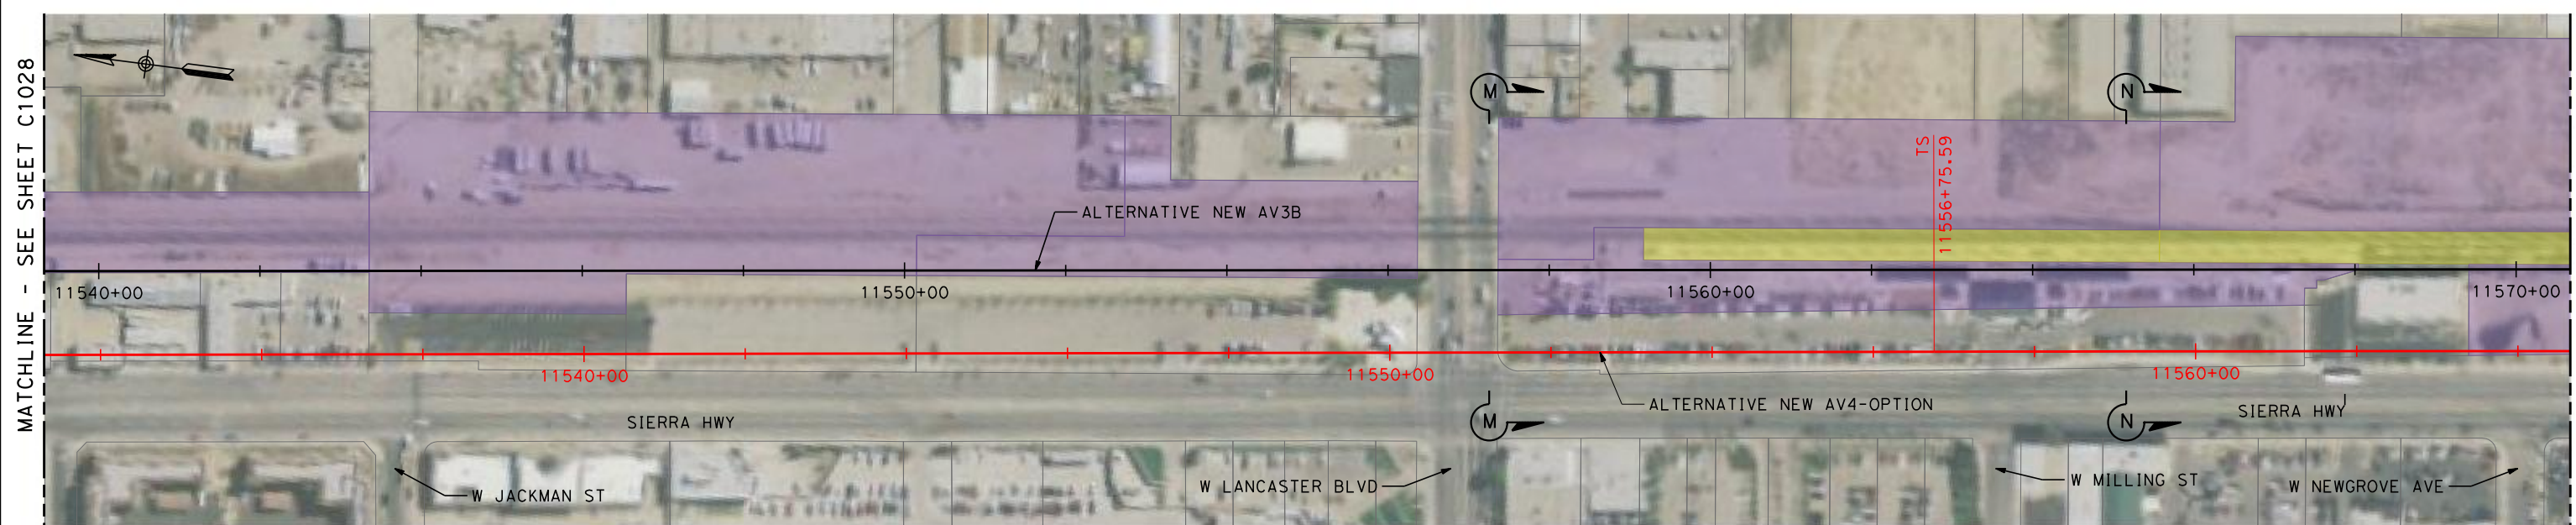 MATCHLINE - SEE SHEET C1028
M
N
TS
11556+75.59
ALTERNATIVE NEW AV3B
11540+00
11550+00
11560+00
11570+00
11540+00
11550+00
11560+00
ALTERNATIVE NEW AV4-OPTION
SIERRA HWY
M
N
SIERRA HWY
W JACKMAN ST
W LANCASTER BLVD
W MILLING ST
W NEWGROVE AVE